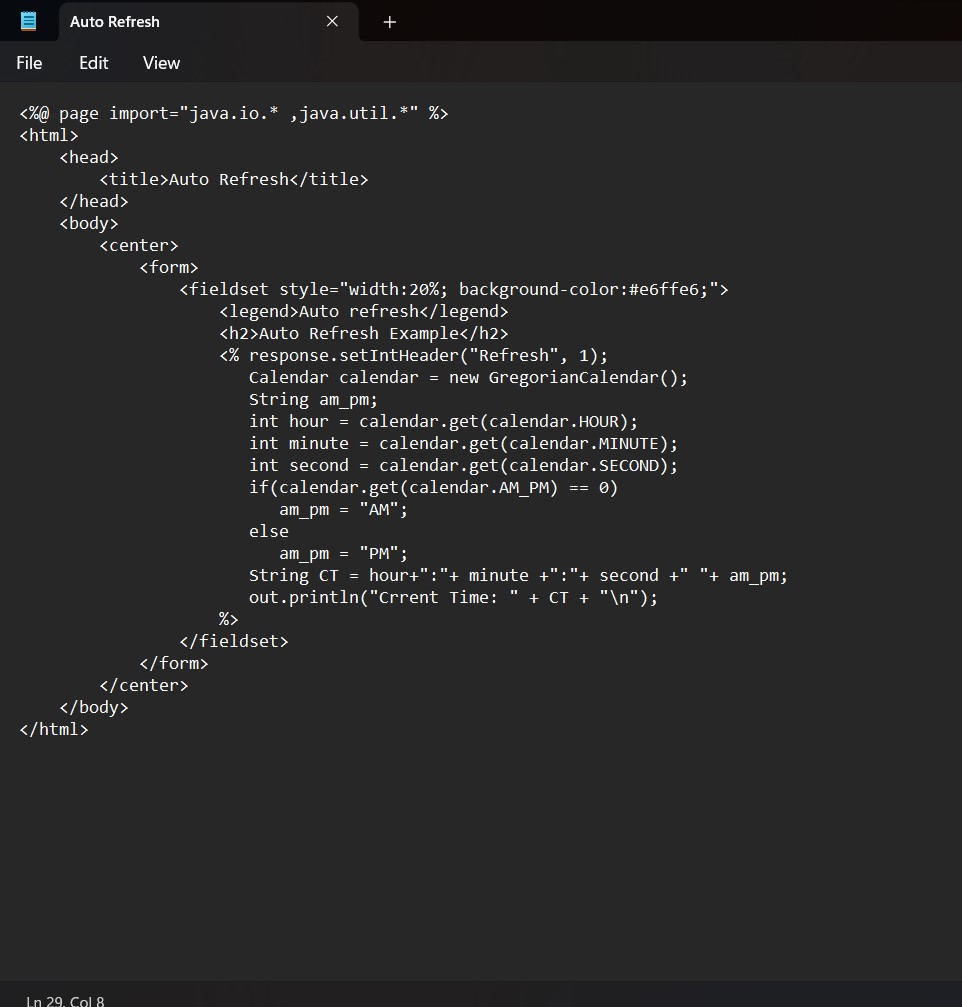 Auto Refresh
File Edit View
<%@ page import="java.io.* ,java.util.*" %>
<html>
    <head>
        <title>Auto Refresh</title>
    </head>
    <body>
        <center>
            <form>
                <fieldset style="width:20%; background-color:#e6ffe6;">
                    <legend>Auto refresh</legend>
                    <h2>Auto Refresh Example</h2>
                    <% response.setIntHeader("Refresh", 1);
                       Calendar calendar = new GregorianCalendar();
                       String am_pm;
                       int hour = calendar.get(calendar.HOUR);
                       int minute = calendar.get(calendar.MINUTE);
                       int second = calendar.get(calendar.SECOND);
                       if(calendar.get(calendar.AM_PM) == 0)
                          am_pm = "AM";
                       else
                          am_pm = "PM";
                       String CT = hour+":"+ minute +":"+ second +" "+ am_pm;
                       out.println("Crrent Time: " + CT + "\n");
                    %>
                </fieldset>
            </form>
        </center>
    </body>
</html>
Ln 29, Col 8